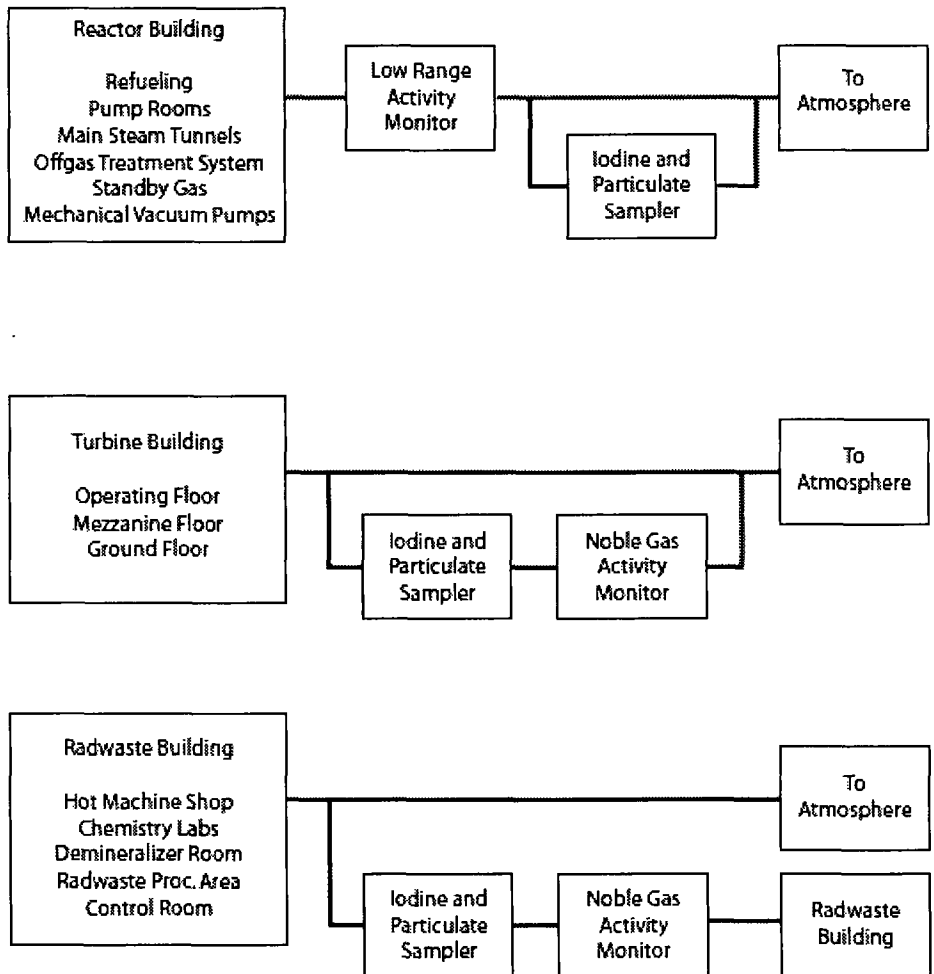 Reactor Building
Refueling
Pump Rooms
Main Steam Tunnels
Offgas Treatment System
Standby Gas
Mechanical Vacuum Pumps
Low Range
Activity
Monitor
Iodine and
Particulate
Sampler
To
Atmosphere
Turbine Building
Operating Floor
Mezzanine Floor
Ground Floor
Iodine and
Particulate
Sampler
Noble Gas
Activity
Monitor
To
Atmosphere
Radwaste Building
Hot Machine Shop
Chemistry Labs
Demineralizer Room
Radwaste Proc. Area
Control Room
Iodine and
Particulate
Sampler
Noble Gas
Activity
Monitor
To
Atmosphere
Radwaste
Building